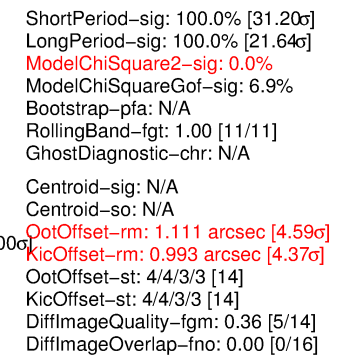 ShortPeriod-sig: 100.0% [31.20σ]
LongPeriod-sig: 100.0% [21.64σ]
ModelChiSquare2-sig: 0.0%
ModelChiSquareGof-sig: 6.9%
Bootstrap-pfa: N/A
RollingBand-fgt: 1.00 [11/11]
GhostDiagnostic-chr: N/A
Centroid-sig: N/A
Centroid-so: N/A
00σ]
OotOffset-rm: 1.111 arcsec [4.59σ]
KicOffset-rm: 0.993 arcsec [4.37σ]
OotOffset-st: 4/4/3/3 [14]
KicOffset-st: 4/4/3/3 [14]
DiffImageQuality-fgm: 0.36 [5/14]
DiffImageOverlap-fno: 0.00 [0/16]